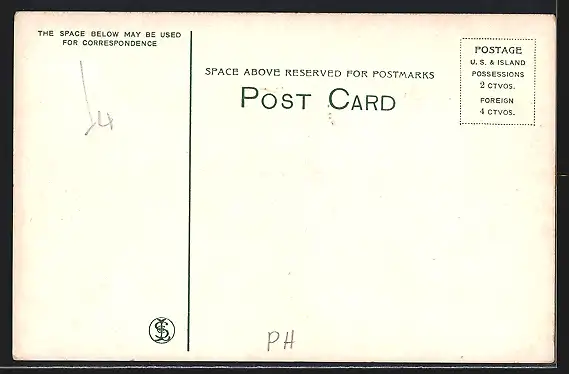 THE SPACE BELOW MAY BE USED
FOR CORRESPONDENCE
SPACE ABOVE RESERVED FOR POSTMARKS
POST CARD
POSTAGE
U. S. & ISLAND
POSSESSIONS
2 CTVOS.
FOREIGN
4 CTVOS.
PH